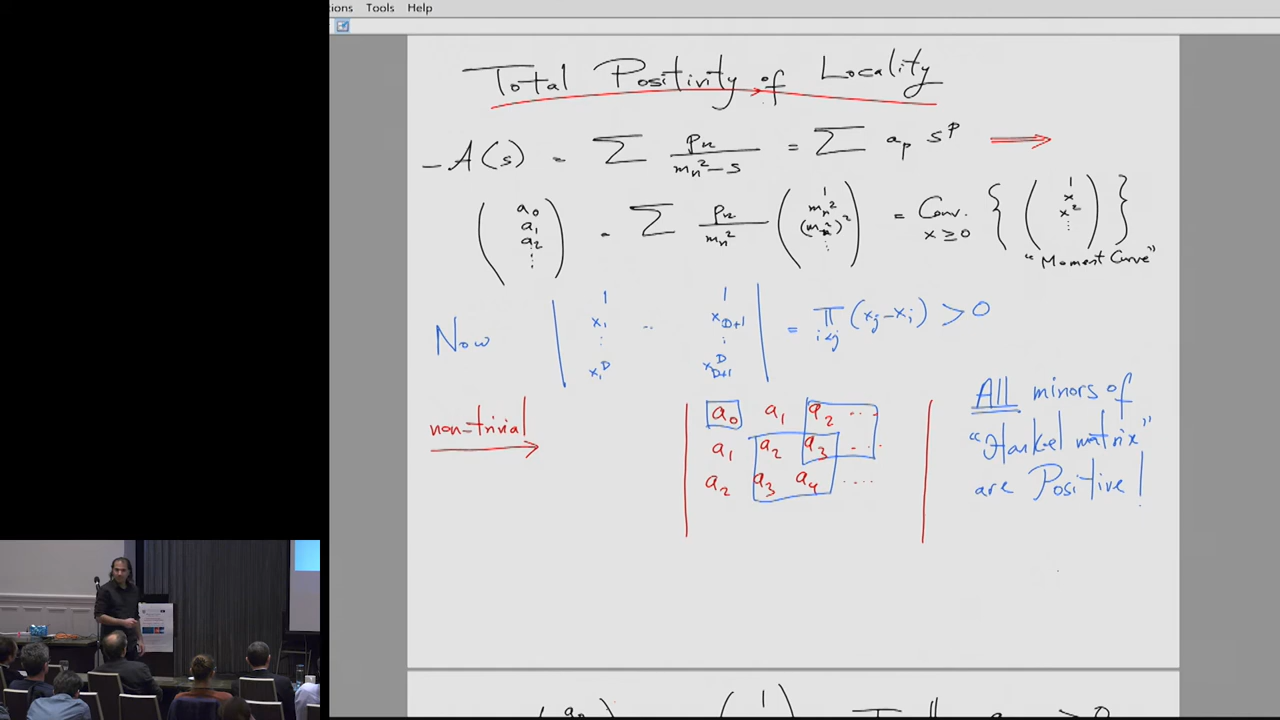 ions Tools Help
Total Positivity of Locality
-A(s) = ∑ ρn / (mn² - s) = ∑ ap s^p ⟹
(a0 a1 a2 ⋮) = ∑ ρn / mn² (1 mn² (mn²)² ⋮) = Conv. x ≥ 0 { (1 x x² ⋮) }
"Moment Curve"
Now | 1 x1 ⋮ x1^D ·· 1 xD+1 ⋮ xD+1^D | = ∏ i<j (xj - xi) > 0
non-trivial →
a0 a1 a2 ···
a1 a2 a3 ···
a2 a3 a4 ····
ALL minors of
"Hankel matrix"
are Positive!